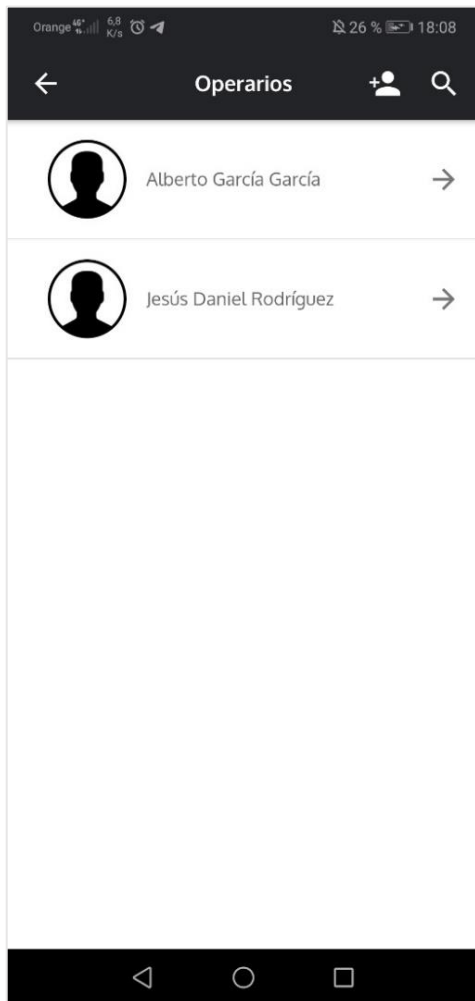 Orange 4G+ 6,8 K/s 26 % 18:08
Operarios
Alberto García García
Jesús Daniel Rodríguez